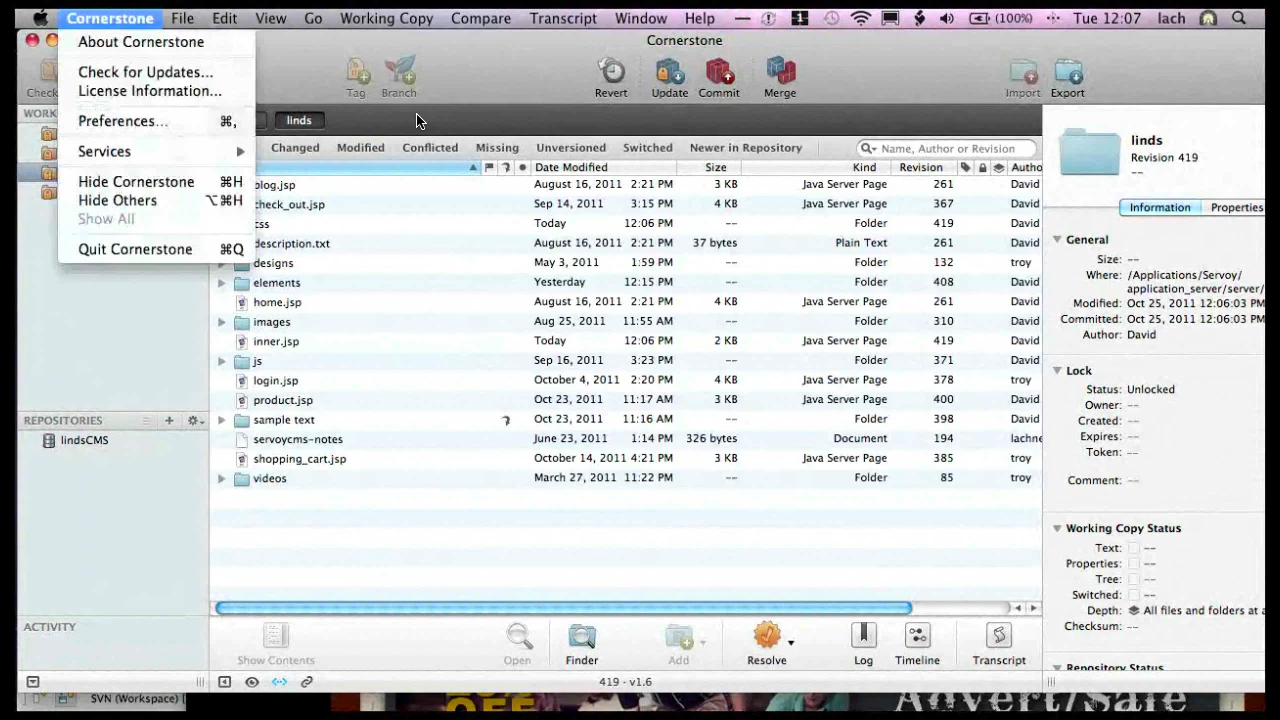 Cornerstone File Edit View Go Working Copy Compare Transcript Window Help 1 (100%) Tue 12:07 lach
About Cornerstone
Check for Updates...
License Information...
Preferences... ⌘,
Services
Hide Cornerstone ⌘H
Hide Others ⌥⌘H
Show All
Quit Cornerstone ⌘Q
Cornerstone
Tag Branch Revert Update Commit Merge Import Export
linds
Changed Modified Conflicted Missing Unversioned Switched Newer in Repository Name, Author or Revision
Date Modified Size Kind Revision
blog.jsp August 16, 2011 2:21 PM 3 KB Java Server Page 261 David
check_out.jsp Sep 14, 2011 3:15 PM 4 KB Java Server Page 367 David
css Today 12:06 PM -- Folder 419 David
description.txt August 16, 2011 2:21 PM 37 bytes Plain Text 261 David
designs May 3, 2011 1:59 PM -- Folder 132 troy
elements Yesterday 12:15 PM -- Folder 408 David
home.jsp August 16, 2011 2:21 PM 4 KB Java Server Page 261 David
images Aug 25, 2011 11:55 AM -- Folder 310 David
inner.jsp Today 12:06 PM 2 KB Java Server Page 419 David
js Sep 16, 2011 3:23 PM -- Folder 371 David
login.jsp October 4, 2011 2:20 PM 4 KB Java Server Page 378 troy
product.jsp Oct 23, 2011 11:17 AM 3 KB Java Server Page 400 David
sample text Oct 23, 2011 11:16 AM -- Folder 398 David
servoycms-notes June 23, 2011 1:14 PM 326 bytes Document 194 lachne
shopping_cart.jsp October 14, 2011 4:21 PM 3 KB Java Server Page 385 troy
videos March 27, 2011 11:22 PM -- Folder 85 troy
REPOSITORIES
lindsCMS
ACTIVITY
linds
Revision 419
--
Information Properties
General
Size: --
Where: /Applications/Servoy/
application_server/server/
Modified: Oct 25, 2011 12:06:03 PM
Committed: Oct 25, 2011 12:06:03 PM
Author: David
Lock
Status: Unlocked
Owner: --
Created: --
Expires: --
Token: --
Comment: --
Working Copy Status
Text: --
Properties: --
Tree: --
Switched: --
Depth: All files and folders at a
Checksum: --
Repository Status
Show Contents Open Finder Add Resolve Log Timeline Transcript
419 - v1.6
SVN (Workspace)
OFF
Advert/Sale